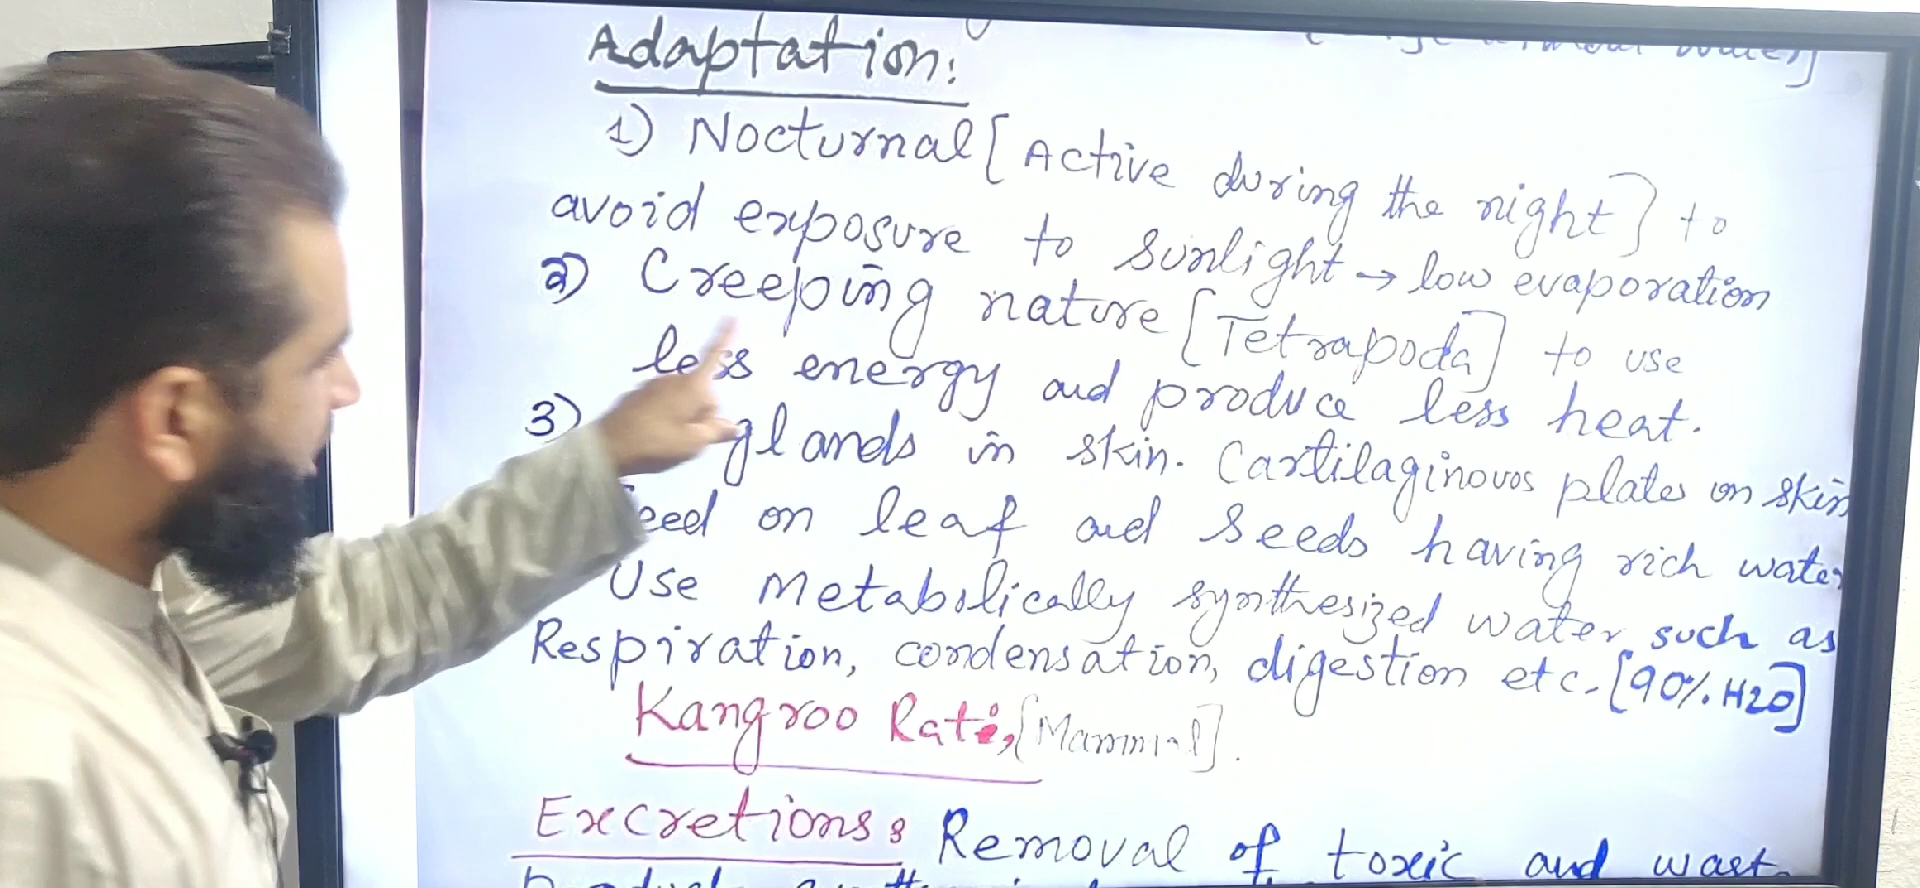 Adaptation:
1) Nocturnal [Active during the night] to
avoid exposure to sunlight → low evaporation
2) Creeping nature [Tetrapoda] to use
less energy and produce less heat.
3) glands in skin. Cartilaginous plates on skin
eed on leaf and seeds having rich water
Use Metabolically synthesized water such as
Respiration, condensation, digestion etc. [90% H2O]
Kangroo Rat:, [Mammal].
Excretions: Removal of toxic and wast